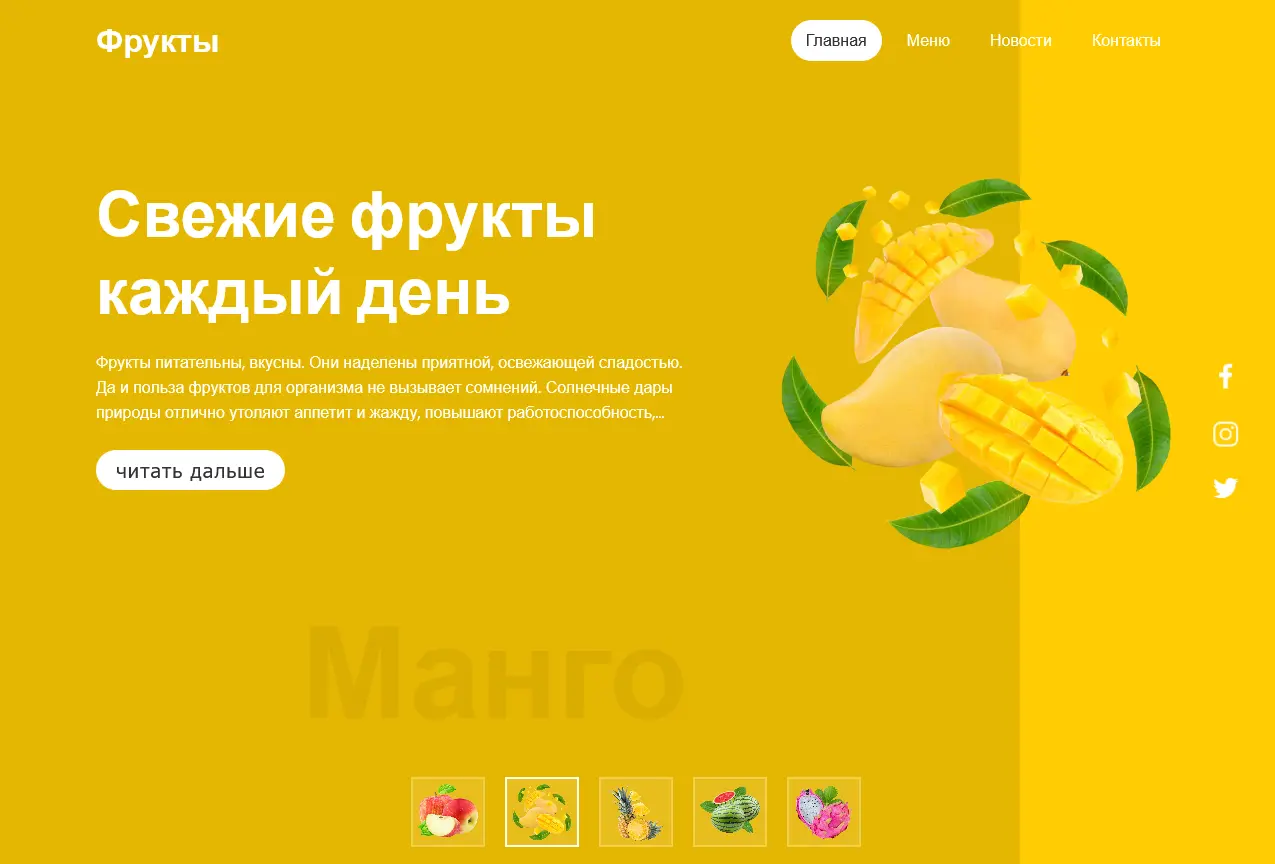 Фрукты
Главная Меню Новости Контакты
Свежие фрукты
каждый день
Фрукты питательны, вкусны. Они наделены приятной, освежающей сладостью.
Да и польза фруктов для организма не вызывает сомнений. Солнечные дары
природы отлично утоляют аппетит и жажду, повышают работоспособность,...
читать дальше
Манго